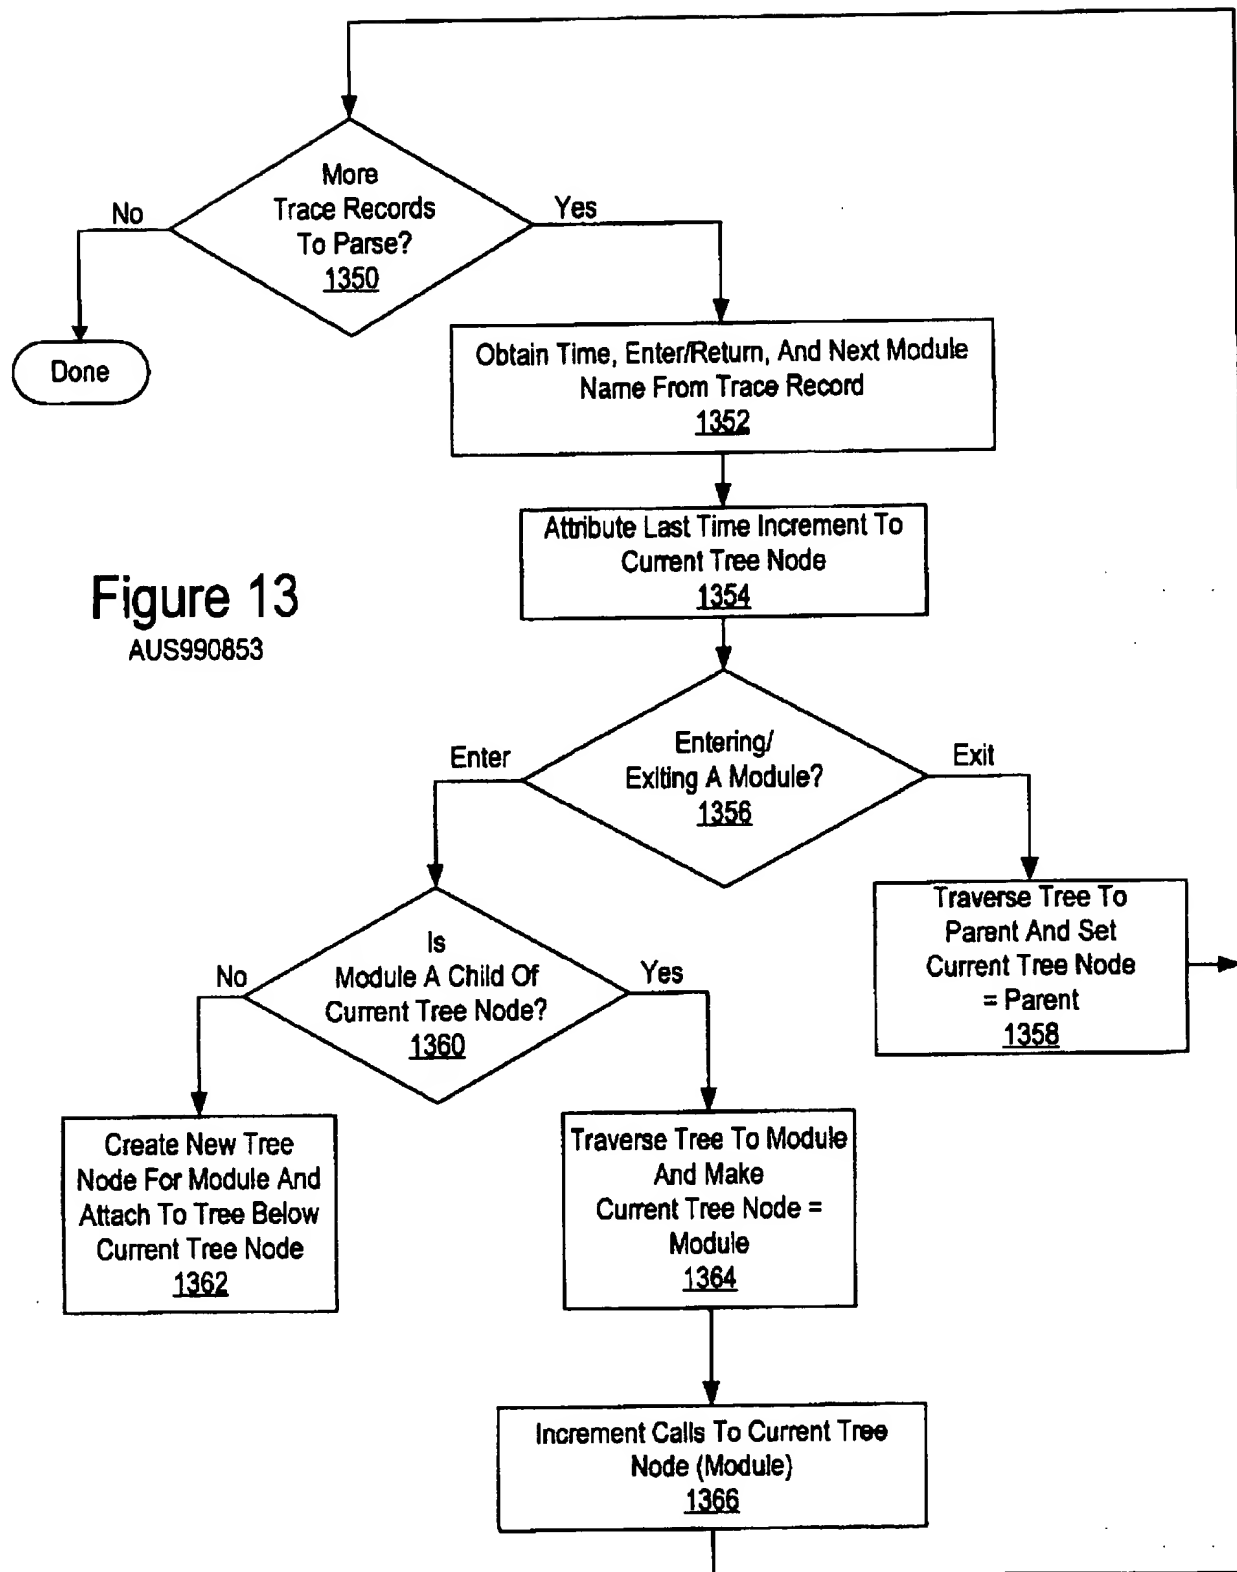 More
Trace Records
To Parse?
1350
No
Yes
Done
Obtain Time, Enter/Return, And Next Module
Name From Trace Record
1352
Attribute Last Time Increment To
Current Tree Node
1354
Figure 13
AUS990853
Entering/
Exiting A Module?
1356
Enter
Exit
Traverse Tree To
Parent And Set
Current Tree Node
= Parent
1358
Is
Module A Child Of
Current Tree Node?
1360
No
Yes
Create New Tree
Node For Module And
Attach To Tree Below
Current Tree Node
1362
Traverse Tree To Module
And Make
Current Tree Node =
Module
1364
Increment Calls To Current Tree
Node (Module)
1366